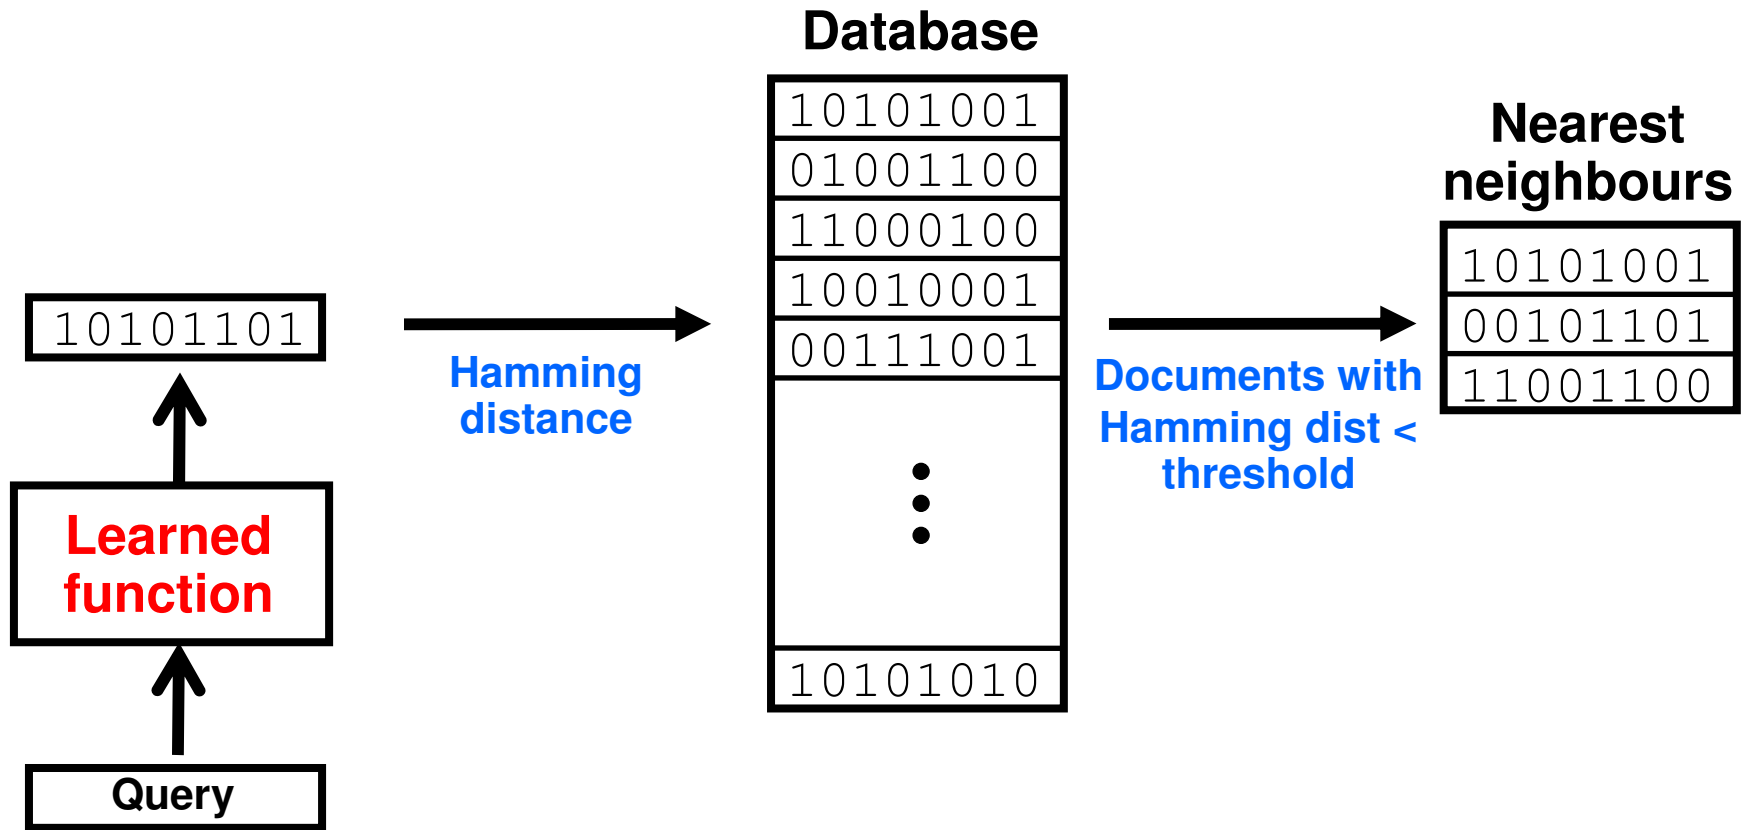 Database
10101001
01001100
11000100
10010001
00111001
10101010
Nearest
neighbours
10101001
00101101
11001100
10101101
Hamming
distance
Documents with
Hamming dist <
threshold
Learned
function
Query